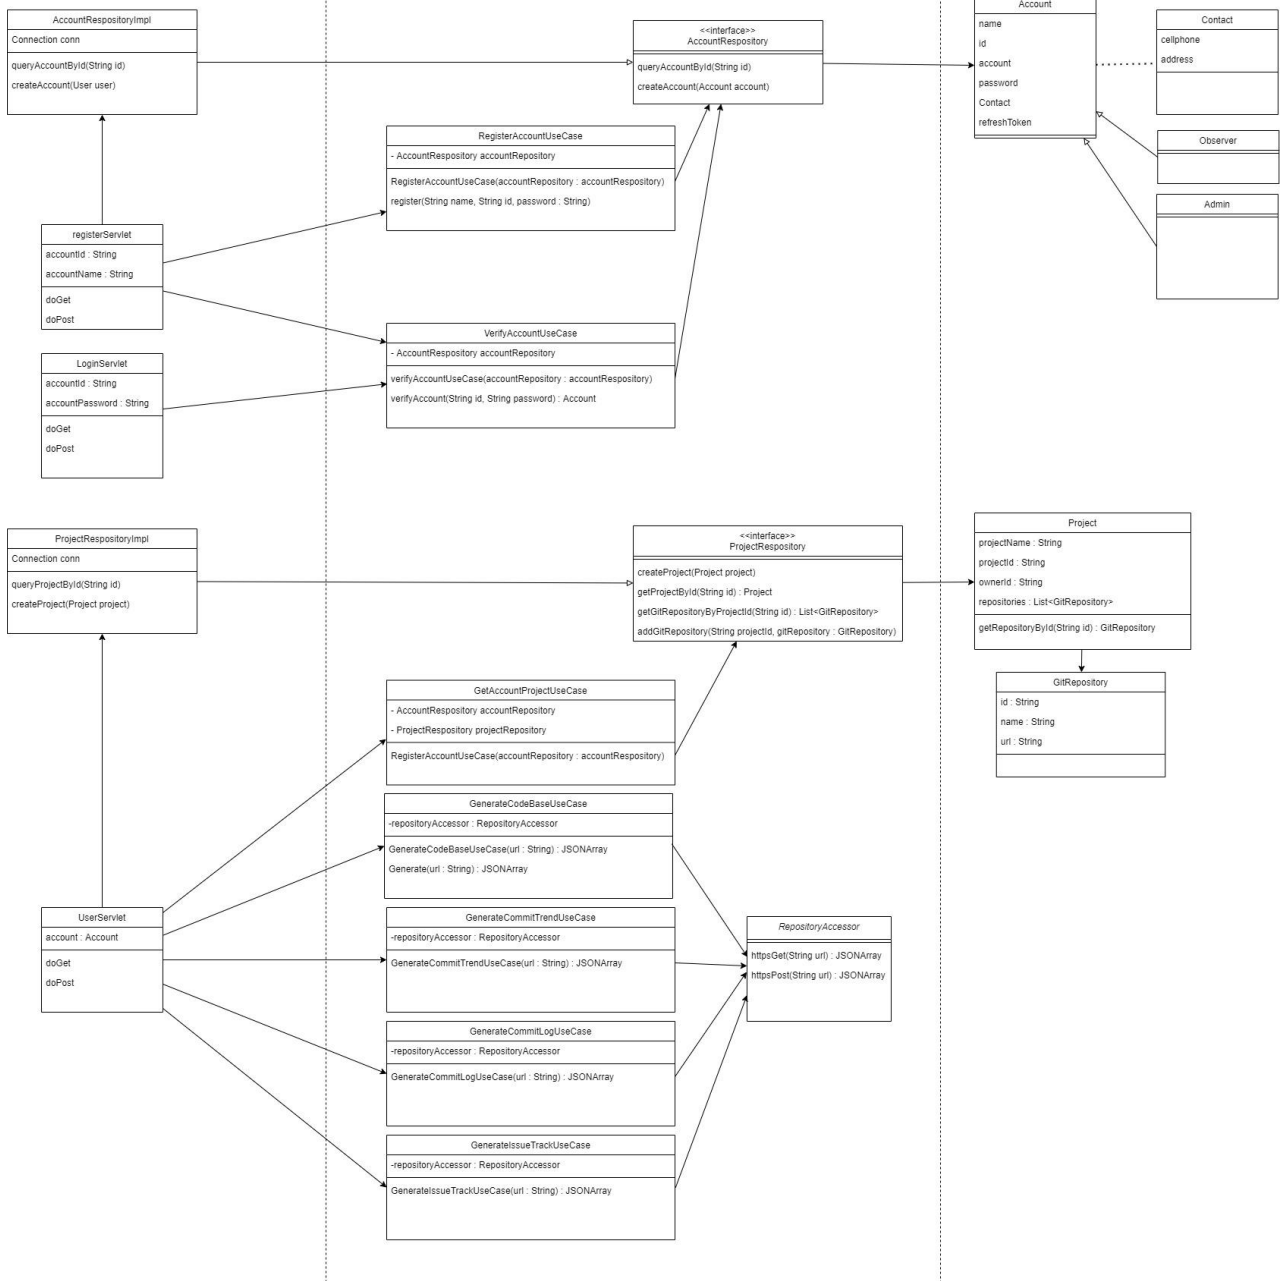 AccountRespositoryImpl
Connection conn
queryAccountById(String id)
createAccount(User user)
<<interface>>
AccountRespository
queryAccountById(String id)
createAccount(Account account)
Account
name
id
account
password
Contact
refreshToken
Contact
cellphone
address
Observer
Admin
RegisterAccountUseCase
- AccountRespository accountRepository
RegisterAccountUseCase(accountRepository : accountRespository)
register(String name, String id, password : String)
registerServlet
accountId : String
accountName : String
doGet
doPost
VerifyAccountUseCase
- AccountRespository accountRepository
verifyAccountUseCase(accountRepository : accountRespository)
verifyAccount(String id, String password) : Account
LoginServlet
accountId : String
accountPassword : String
doGet
doPost
ProjectRespositoryImpl
Connection conn
queryProjectById(String id)
createProject(Project project)
<<interface>>
ProjectRespository
createProject(Project project)
getProjectById(String id) : Project
getGitRepositoryByProjectId(String id) : List<GitRepository>
addGitRepository(String projectId, gitRepository : GitRepository)
Project
projectName : String
projectId : String
ownerId : String
repositories : List<GitRepository>
getRepositoryById(String id) : GitRepository
GitRepository
id : String
name : String
url : String
GetAccountProjectUseCase
- AccountRespository accountRepository
- ProjectRespository projectRepository
RegisterAccountUseCase(accountRepository : accountRespository)
GenerateCodeBaseUseCase
-repositoryAccessor : RepositoryAccessor
GenerateCodeBaseUseCase(url : String) : JSONArray
Generate(url : String) : JSONArray
UserServlet
account : Account
doGet
doPost
GenerateCommitTrendUseCase
-repositoryAccessor : RepositoryAccessor
GenerateCommitTrendUseCase(url : String) : JSONArray
RepositoryAccessor
httpsGet(String url) : JSONArray
httpsPost(String url) : JSONArray
GenerateCommitLogUseCase
-repositoryAccessor : RepositoryAccessor
GenerateCommitLogUseCase(url : String) : JSONArray
GenerateIssueTrackUseCase
-repositoryAccessor : RepositoryAccessor
GenerateIssueTrackUseCase(url : String) : JSONArray